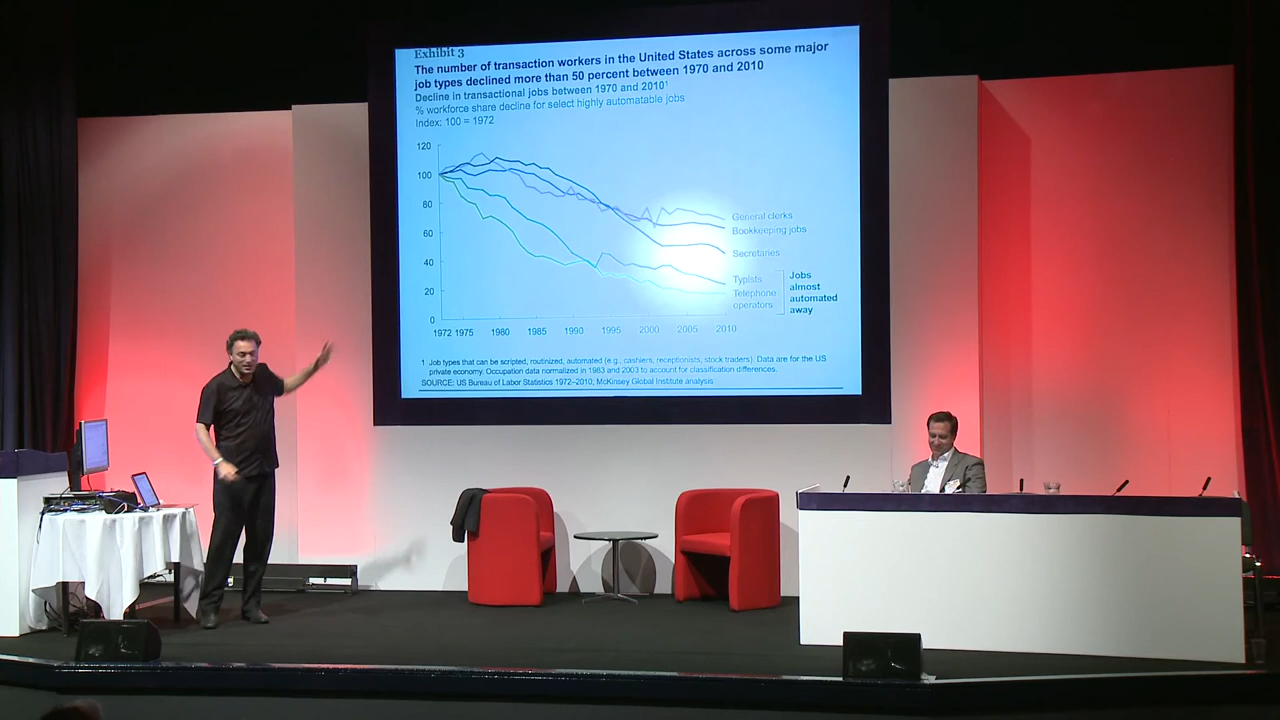 Exhibit 3
The number of transaction workers in the United States across some major
job types declined more than 50 percent between 1970 and 2010
Decline in transactional jobs between 1970 and 2010¹
% workforce share decline for select highly automatable jobs
Index: 100 = 1972
120
100
80
60
40
20
0
General clerks
Bookkeeping jobs
Secretaries
Typists
Telephone
operators
Jobs
almost
automated
away
1972 1975 1980 1985 1990 1995 2000 2005 2010
1 Job types that can be scripted, routinized, automated (e.g., cashiers, receptionists, stock traders). Data are for the US
private economy. Occupation data normalized in 1983 and 2003 to account for classification differences.
SOURCE: US Bureau of Labor Statistics 1972–2010; McKinsey Global Institute analysis